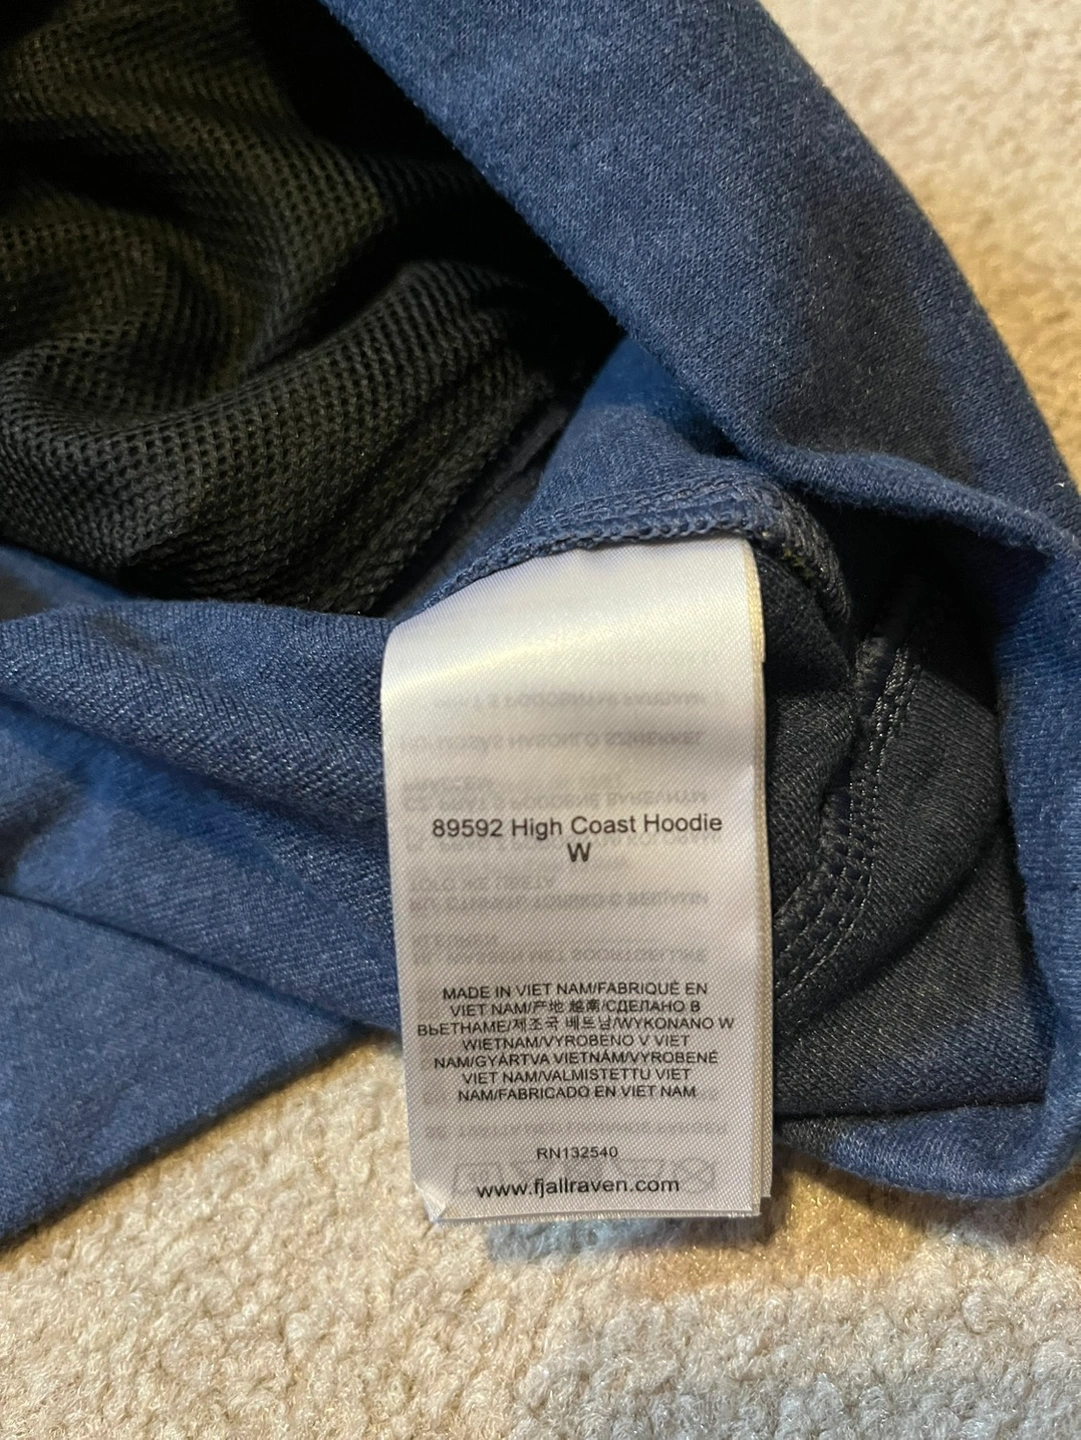 89592 High Coast Hoodie
W
MADE IN VIET NAM/FABRIQUÉ EN
VIET NAM/产地 越南/СДЕЛАНО В
ВЬЕТНАМЕ/제조국 베트남/WYKONANO W
WIETNAM/VYROBENO V VIET
NAM/GYÁRTVA VIETNÁM/VYROBENÉ
VIET NAM/VALMISTETTU VIET
NAM/FABRICADO EN VIET NAM
RN132540
www.fjallraven.com